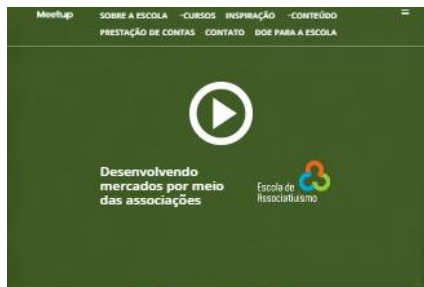 Meetup
SOBRE A ESCOLA -CURSOS INSPIRAÇÃO -CONTEÚDO
PRESTAÇÃO DE CONTAS CONTATO DOE PARA A ESCOLA
Desenvolvendo
mercados por meio
das associações
Escola de
Associativismo